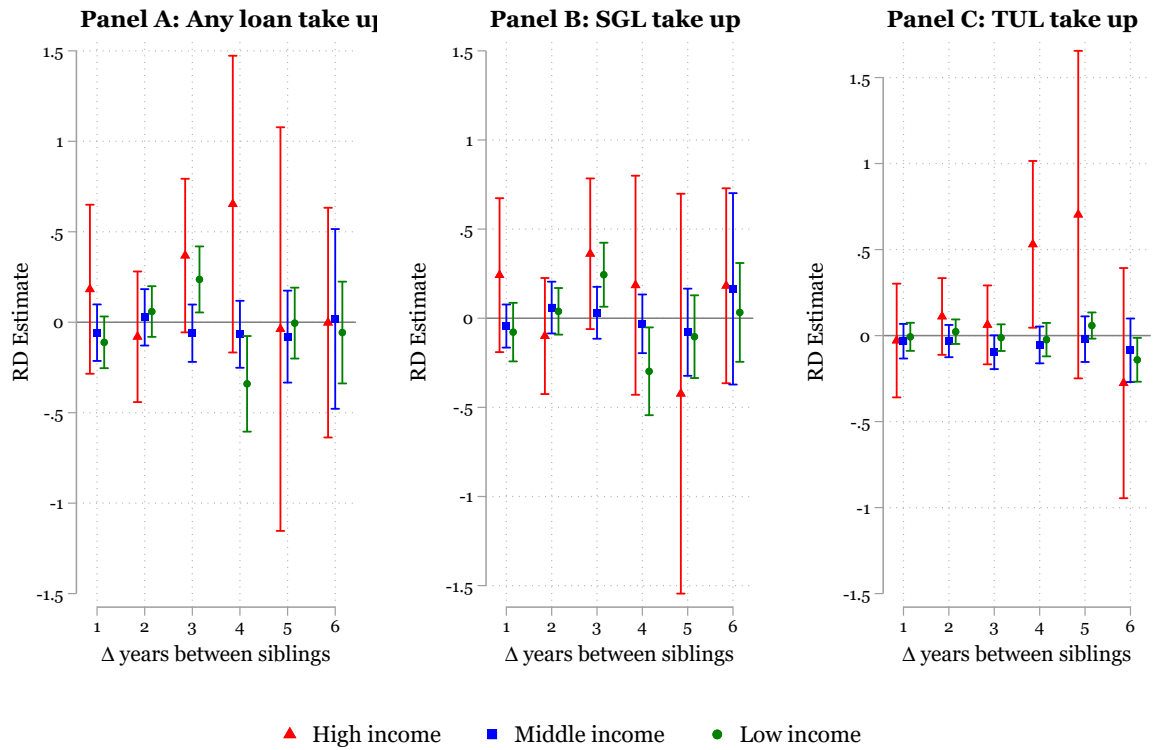 Panel A: Any loan take up
1.5
1
.5
0
-.5
-1
-1.5
RD Estimate
1 2 3 4 5 6
Δ years between siblings
Panel B: SGL take up
1.5
1
.5
0
-.5
-1
-1.5
RD Estimate
1 2 3 4 5 6
Δ years between siblings
Panel C: TUL take up
1.5
1
.5
0
-.5
-1
-1.5
RD Estimate
1 2 3 4 5 6
Δ years between siblings
High income Middle income Low income